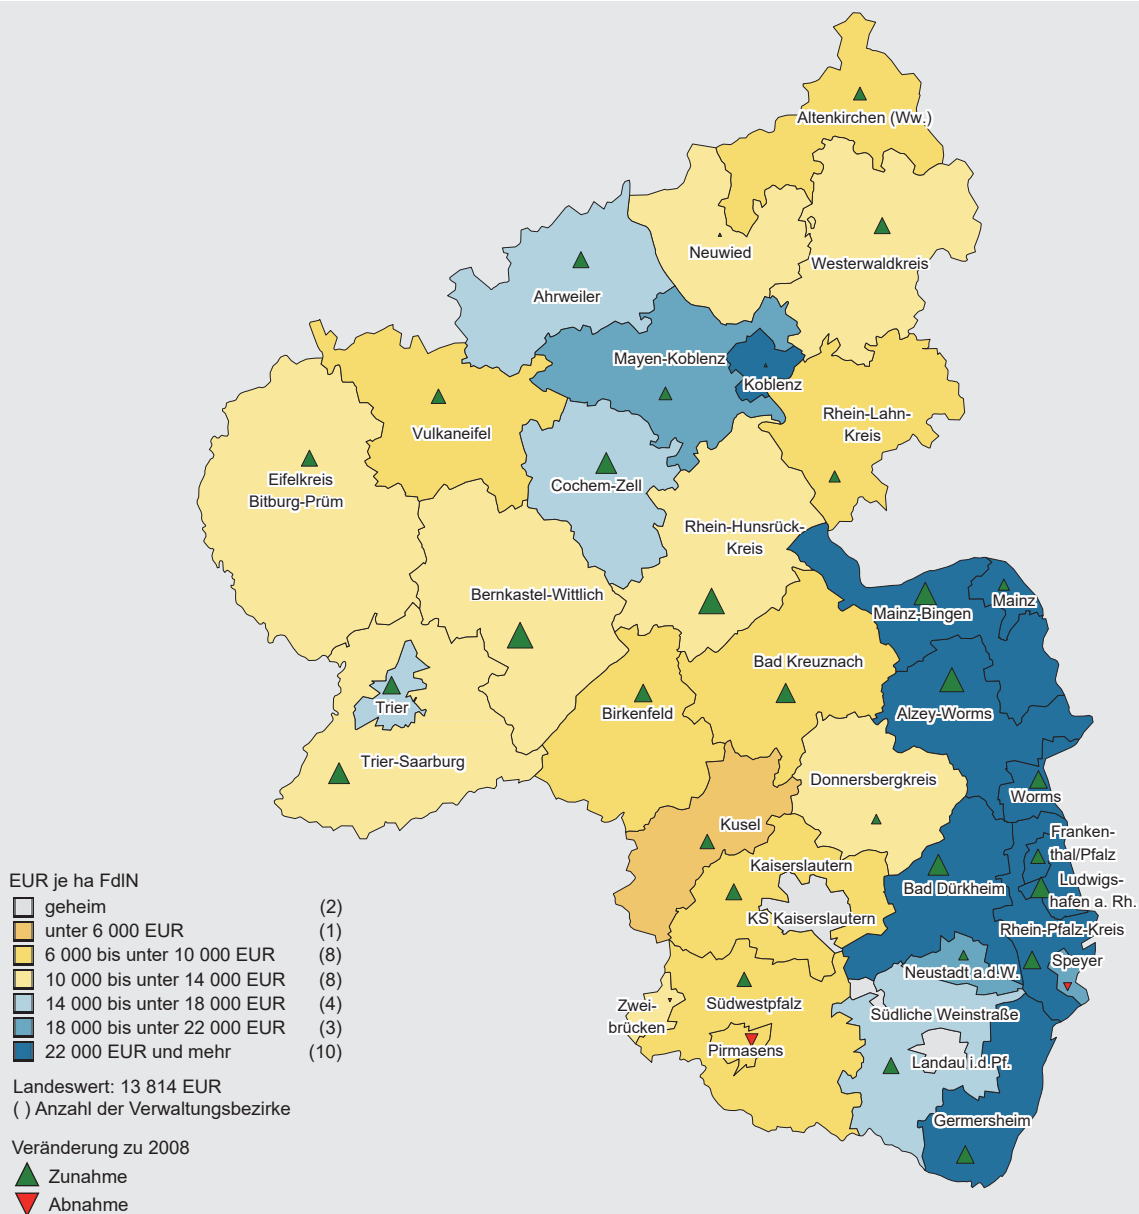 Altenkirchen (Ww.)
Neuwied
Westerwaldkreis
Ahrweiler
Mayen-Koblenz
Koblenz
Rhein-Lahn-
Kreis
Vulkaneifel
Eifelkreis
Bitburg-Prüm
Cochem-Zell
Rhein-Hunsrück-
Kreis
Bernkastel-Wittlich
Mainz-Bingen
Mainz
Bad Kreuznach
Birkenfeld
Trier
Alzey-Worms
Trier-Saarburg
Donnersbergkreis
Worms
Kusel
Franken-
thal/Pfalz
Kaiserslautern
Bad Dürkheim
Ludwigs-
hafen a. Rh.
KS Kaiserslautern
Rhein-Pfalz-Kreis
Speyer
Neustadt a.d.W.
Südwestpfalz
Zwei-
brücken
Südliche Weinstraße
Pirmasens
Landau i.d.Pf.
Germersheim
EUR je ha FdlN
geheim (2)
unter 6 000 EUR (1)
6 000 bis unter 10 000 EUR (8)
10 000 bis unter 14 000 EUR (8)
14 000 bis unter 18 000 EUR (4)
18 000 bis unter 22 000 EUR (3)
22 000 EUR und mehr (10)
Landeswert: 13 814 EUR
( ) Anzahl der Verwaltungsbezirke
Veränderung zu 2008
Zunahme
Abnahme